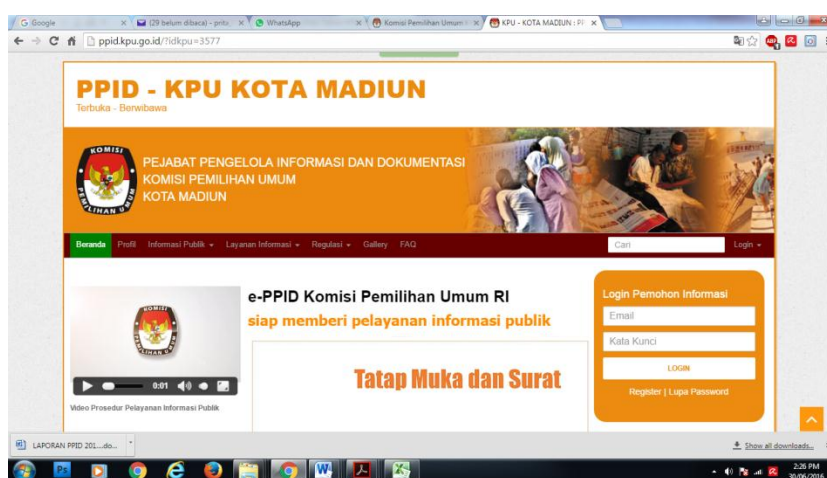 Google
(29 belum dibaca) - prita
WhatsApp
Komisi Pemilihan Umum
KPU - KOTA MADIUN : PP
ppid.kpu.go.id/?idkpu=3577
PPID - KPU KOTA MADIUN
Terbuka - Berwibawa
KOMISI
PEMILIHAN UMUM
PEJABAT PENGELOLA INFORMASI DAN DOKUMENTASI
KOMISI PEMILIHAN UMUM
KOTA MADIUN
Beranda Profil Informasi Publik Layanan Informasi Regulasi Gallery FAQ Cari Login
e-PPID Komisi Pemilihan Umum RI
siap memberi pelayanan informasi publik
Tatap Muka dan Surat
KOMISI
0:01
Video Prosedur Pelayanan Informasi Publik
Login Pemohon Informasi
Email
Kata Kunci
LOGIN
Register | Lupa Password
LAPORAN PPID 201....do...
Show all downloads...
Ps
2:26 PM
30/06/2016